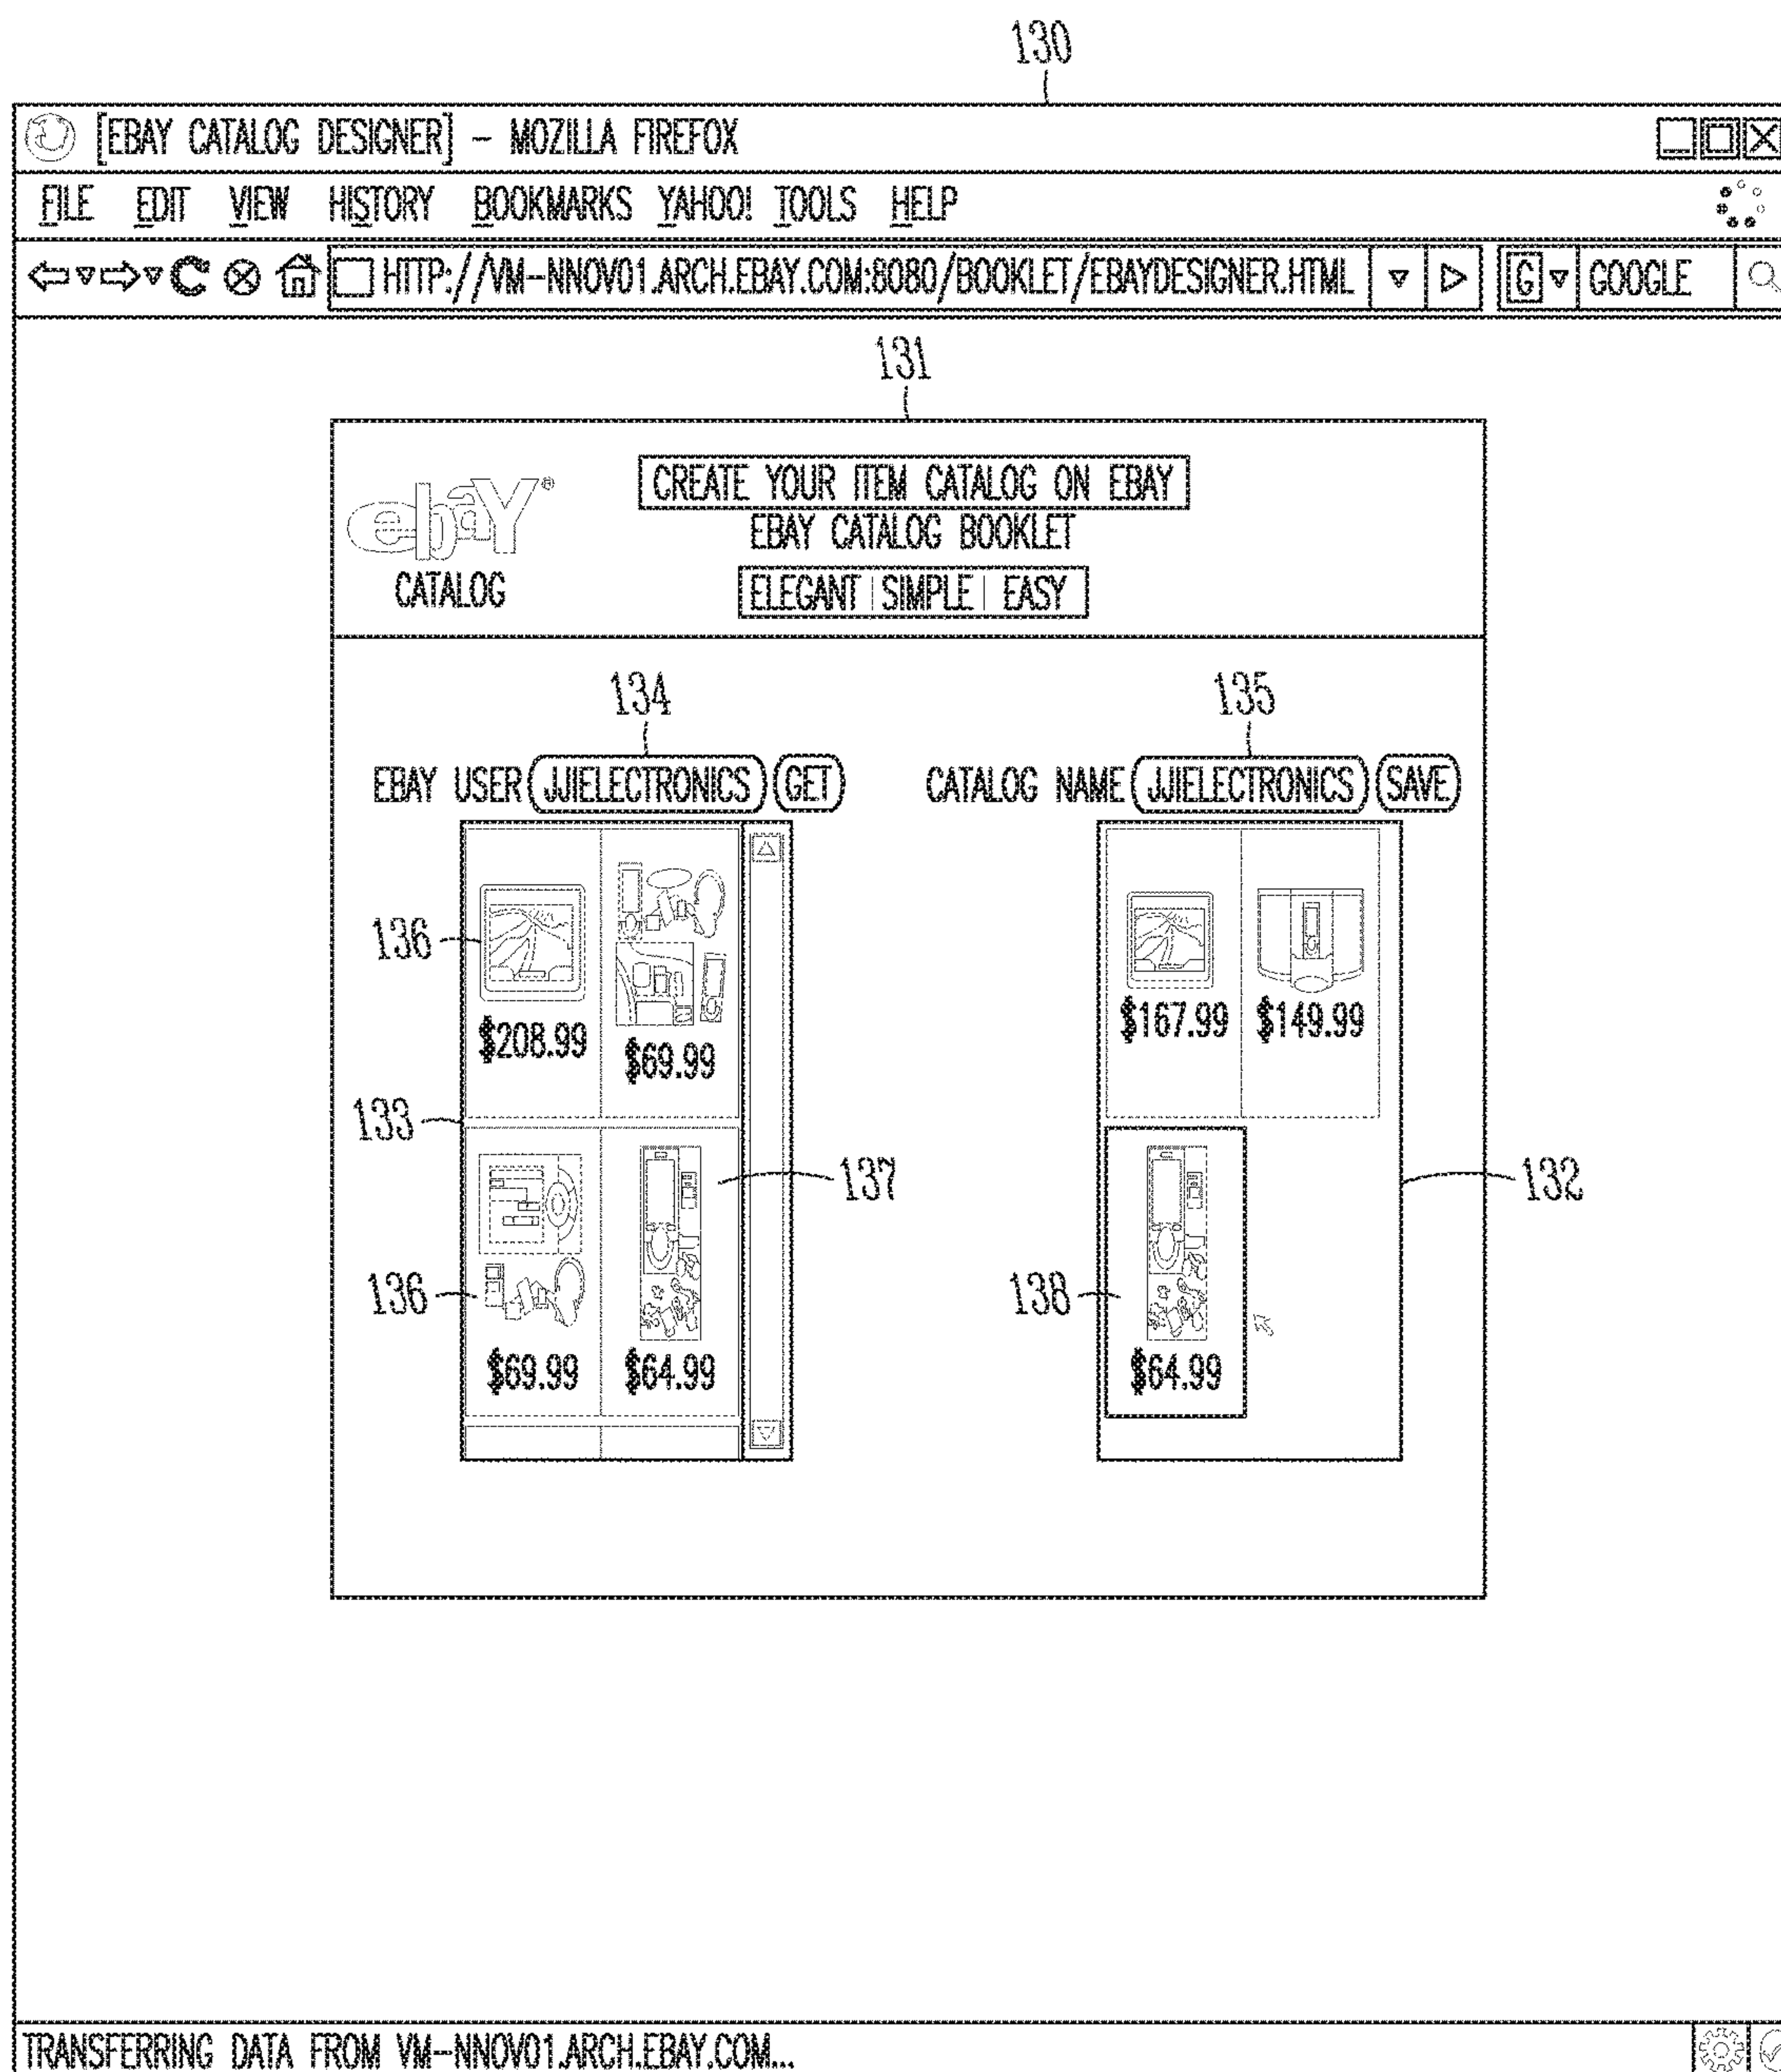 130
[EBAY CATALOG DESIGNER] – MOZILLA FIREFOX
FILE EDIT VIEW HISTORY BOOKMARKS YAHOO! TOOLS HELP
HTTP://VM–NNOV01.ARCH.EBAY.COM:8080/BOOKLET/EBAYDESIGNER.HTML G GOOGLE
131
ebaY®
CATALOG
CREATE YOUR ITEM CATALOG ON EBAY
EBAY CATALOG BOOKLET
ELEGANT | SIMPLE | EASY
134 135
EBAY USER JJIELECTRONICS GET CATALOG NAME JJIELECTRONICS SAVE
136
$208.99 $69.99 $167.99 $149.99
133
137 132
136 138
$69.99 $64.99 $64.99
TRANSFERRING DATA FROM VM–NNOV01.ARCH.EBAY.COM...